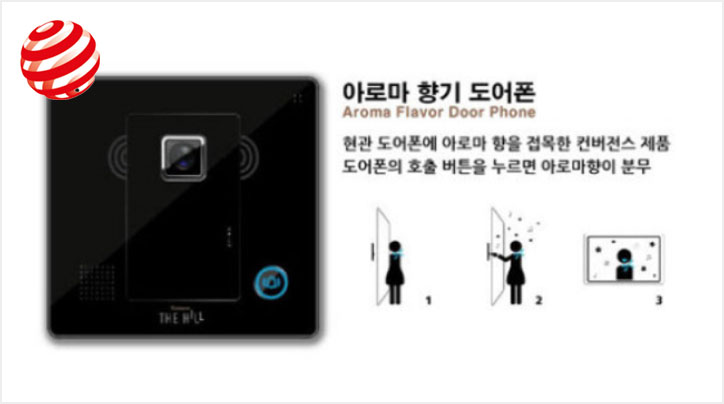 아로마 향기 도어폰
Aroma Flavor Door Phone
현관 도어폰에 아로마 향을 접목한 컨버전스 제품
도어폰의 호출 버튼을 누르면 아로마향이 분무
1
2
3
THE HILL